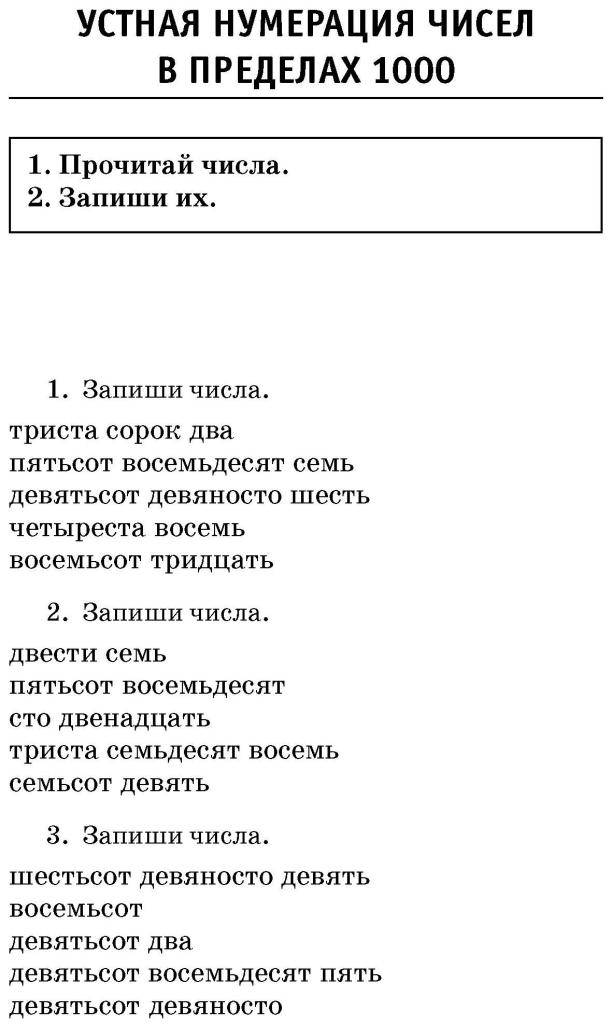 УСТНАЯ НУМЕРАЦИЯ ЧИСЕЛ
В ПРЕДЕЛАХ 1000
1. Прочитай числа.
2. Запиши их.
1. Запиши числа.
триста сорок два
пятьсот восемьдесят семь
девятьсот девяносто шесть
четыреста восемь
восемьсот тридцать
2. Запиши числа.
двести семь
пятьсот восемьдесят
сто двенадцать
триста семьдесят восемь
семьсот девять
3. Запиши числа.
шестьсот девяносто девять
восемьсот
девятьсот два
девятьсот восемьдесят пять
девятьсот девяносто